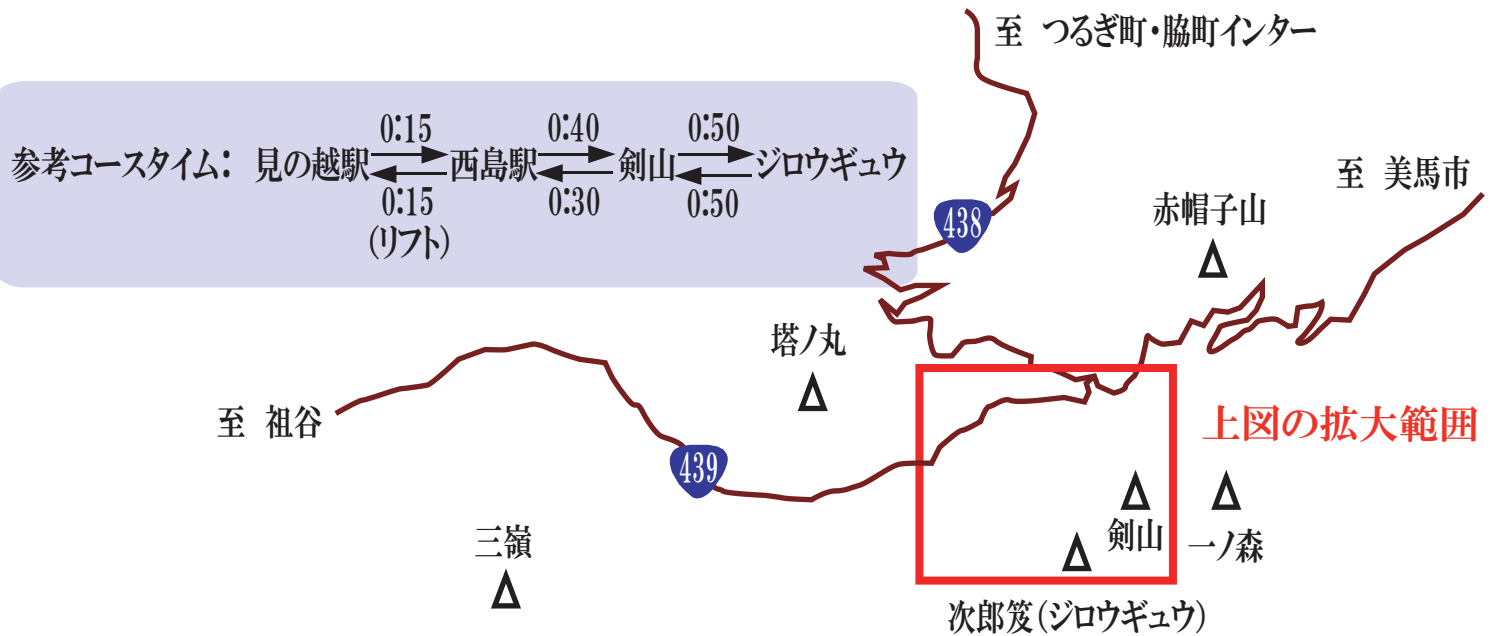 至 つるぎ町・脇町インター
0:15 0:40 0:50
参考コースタイム: 見の越駅 西島駅 剣山 ジロウギュウ
0:15 0:30 0:50
(リフト)
至 美馬市
赤帽子山
438
塔ノ丸
至 祖谷
上図の拡大範囲
439
三嶺
剣山
一ノ森
次郎笈(ジロウギュウ)